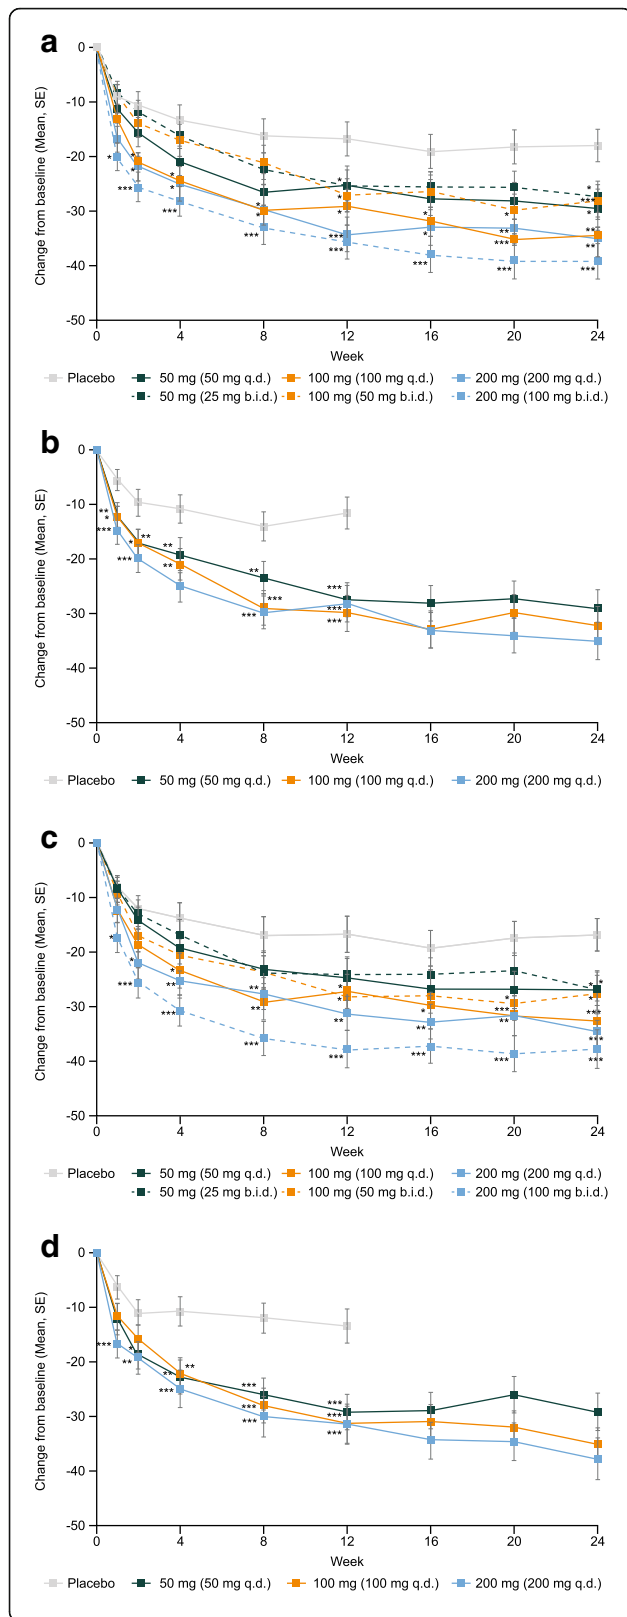 a
0
-10
-20
-30
-40
-50
Change from baseline (Mean, SE)
* *** * * *** * * * * *** * * * *** *** * * *** * ** *** *** * *** * ** ** ***
0 4 8 12 16 20 24
Week
Placebo 50 mg (50 mg q.d.) 100 mg (100 mg q.d.) 200 mg (200 mg q.d.)
50 mg (25 mg b.i.d.) 100 mg (50 mg b.i.d.) 200 mg (100 mg b.i.d.)
b
0
-10
-20
-30
-40
-50
Change from baseline (Mean, SE)
** * *** * ** *** ** ** ** *** *** *** *** ***
0 4 8 12 16 20 24
Week
Placebo 50 mg (50 mg q.d.) 100 mg (100 mg q.d.) 200 mg (200 mg q.d.)
c
0
-10
-20
-30
-40
-50
Change from baseline (Mean, SE)
* * *** * ** *** ** ** *** * * ** *** * ** *** *** ** *** * * *** *** ***
0 4 8 12 16 20 24
Week
Placebo 50 mg (50 mg q.d.) 100 mg (100 mg q.d.) 200 mg (200 mg q.d.)
50 mg (25 mg b.i.d.) 100 mg (50 mg b.i.d.) 200 mg (100 mg b.i.d.)
d
0
-10
-20
-30
-40
-50
Change from baseline (Mean, SE)
*** * ** ** ** *** *** *** *** *** *** ***
0 4 8 12 16 20 24
Week
Placebo 50 mg (50 mg q.d.) 100 mg (100 mg q.d.) 200 mg (200 mg q.d.)